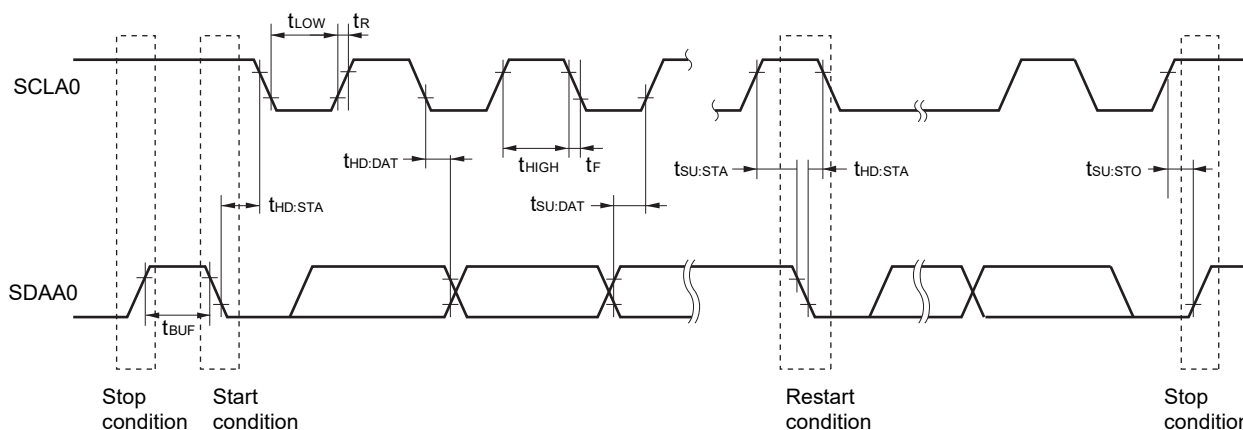 tLOW
tR
SCLA0
tHD:DAT
tHIGH
tF
tSU:STA
tHD:STA
tSU:STO
tHD:STA
tSU:DAT
SDAA0
tBUF
Stop
condition
Start
condition
Restart
condition
Stop
condition